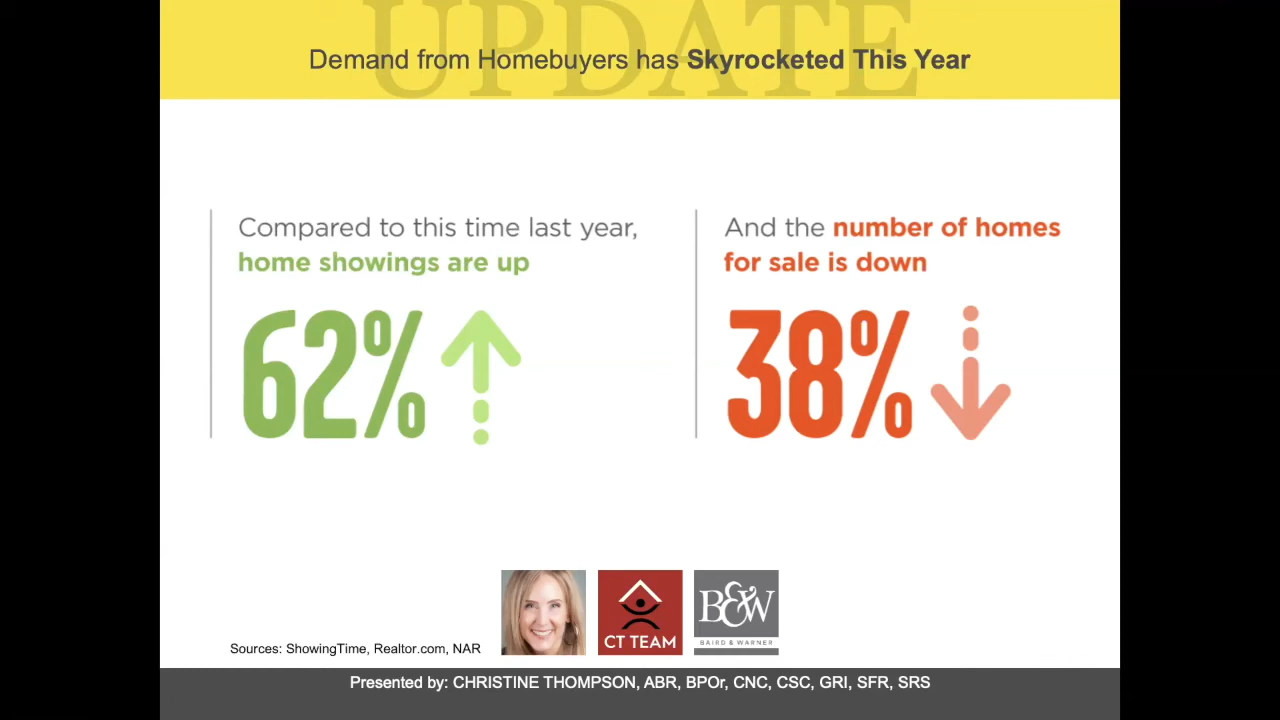 UPDATE
Demand from Homebuyers has Skyrocketed This Year
Compared to this time last year,
home showings are up
62%
And the number of homes
for sale is down
38%
CT TEAM
B&W
BAIRD & WARNER
Sources: ShowingTime, Realtor.com, NAR
Presented by: CHRISTINE THOMPSON, ABR, BPOr, CNC, CSC, GRI, SFR, SRS